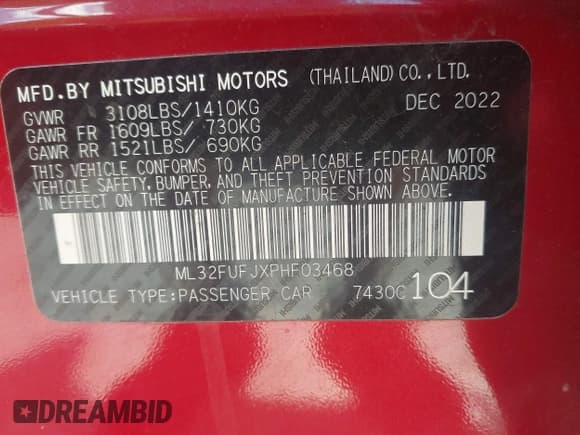 MFD.BY MITSUBISHI MOTORS (THAILAND) CO.,LTD.
GVWR 3108LBS/1410KG DEC 2022
GAWR FR 1609LBS/ 730KG
GAWR RR 1521LBS/ 690KG
THIS VEHICLE CONFORMS TO ALL APPLICABLE FEDERAL MOTOR
VEHICLE SAFETY, BUMPER, AND THEFT PREVENTION STANDARDS
IN EFFECT ON THE DATE OF MANUFACTURE SHOWN ABOVE.
ML32FUFJXPHF03468
VEHICLE TYPE:PASSENGER CAR 7430C 104
DREAMBID